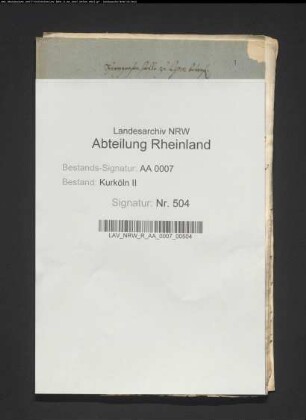 Landesarchiv NRW
Abteilung Rheinland
Bestands-Signatur: AA 0007
Bestand: Kurköln II
Signatur: Nr. 504
LAV_NRW_R_AA_0007_00504